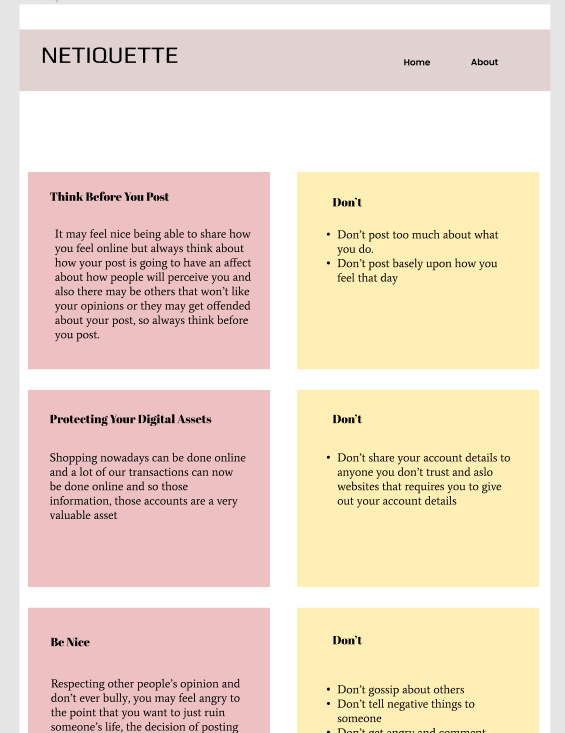 NETIQUETTE
Home
About
Think Before You Post
It may feel nice being able to share how
you feel online but always think about
how your post is going to have an affect
about how people will perceive you and
also there may be others that won't like
your opinions or they may get offended
about your post, so always think before
you post.
Don't
• Don't post too much about what
you do.
• Don't post basely upon how you
feel that day
Protecting Your Digital Assets
Shopping nowadays can be done online
and a lot of our transactions can now
be done online and so those
information, those accounts are a very
valuable asset
Don't
• Don't share your account details to
anyone you don't trust and aslo
websites that requires you to give
out your account details
Be Nice
Respecting other people's opinion and
don't ever bully, you may feel angry to
the point that you want to just ruin
someone's life, the decision of posting
Don't
• Don't gossip about others
• Don't tell negative things to
someone
• Don't get angry and comment